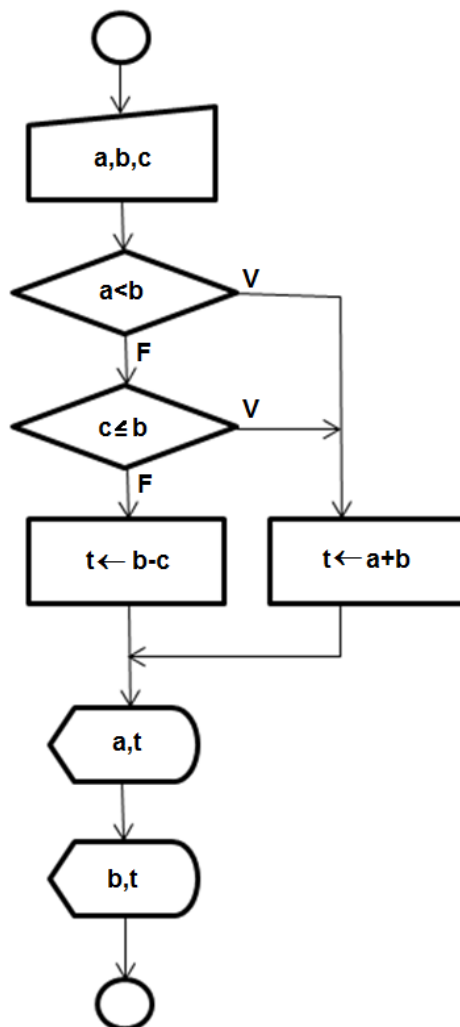 a,b,c
a<b
V
F
c≤b
V
F
t← b-c
t←a+b
a,t
b,t